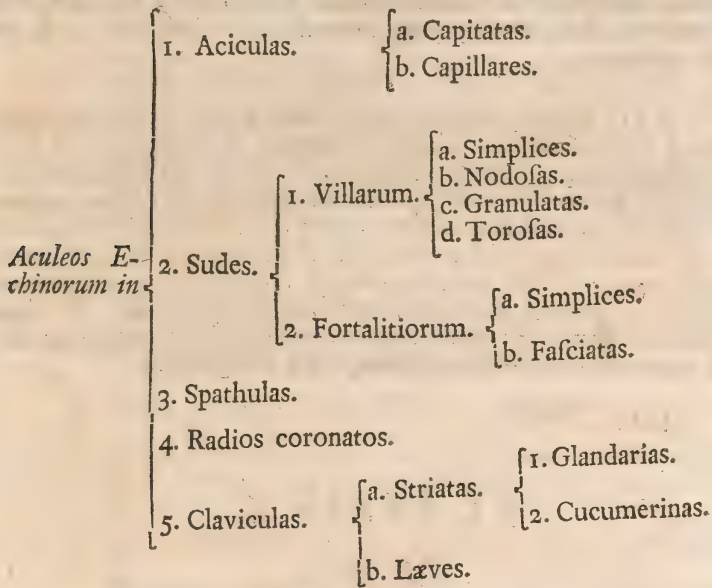 1. Aciculas.
a. Capitatas.
b. Capillares.
Aculeos E-
chinorum in
2. Sudes.
1. Villarum.
a. Simplices.
b. Nodoſas.
c. Granulatas.
d. Toroſas.
2. Fortalitiorum.
a. Simplices.
b. Faſciatas.
3. Spathulas.
4. Radios coronatos.
5. Claviculas.
a. Striatas.
1. Glandarias.
2. Cucumerinas.
b. Læves.